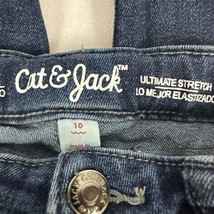 Cat & Jack™
ULTIMATE STRETCH
LO MEJOR ELASTIZADO
10